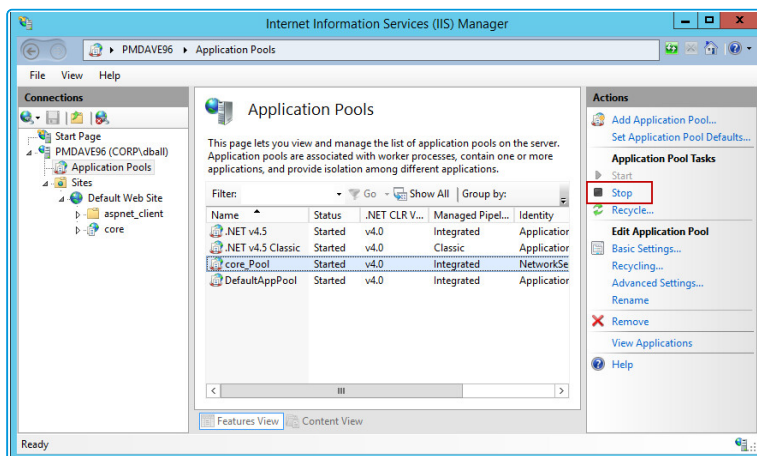 Internet Information Services (IIS) Manager
PMDAVE96 Application Pools
File View Help
Connections
Start Page
PMDAVE96 (CORP\dball)
Application Pools
Sites
Default Web Site
aspnet_client
core
Application Pools
This page lets you view and manage the list of application pools on the server.
Application pools are associated with worker processes, contain one or more
applications, and provide isolation among different applications.
Filter: Go Show All Group by:
Name Status .NET CLR V... Managed Pipel... Identity
.NET v4.5 Started v4.0 Integrated Application
.NET v4.5 Classic Started v4.0 Classic Application
core_Pool Started v4.0 Integrated NetworkSe
DefaultAppPool Started v4.0 Integrated Application
Features View Content View
Actions
Add Application Pool...
Set Application Pool Defaults...
Application Pool Tasks
Start
Stop
Recycle...
Edit Application Pool
Basic Settings...
Recycling...
Advanced Settings...
Rename
Remove
View Applications
Help
Ready